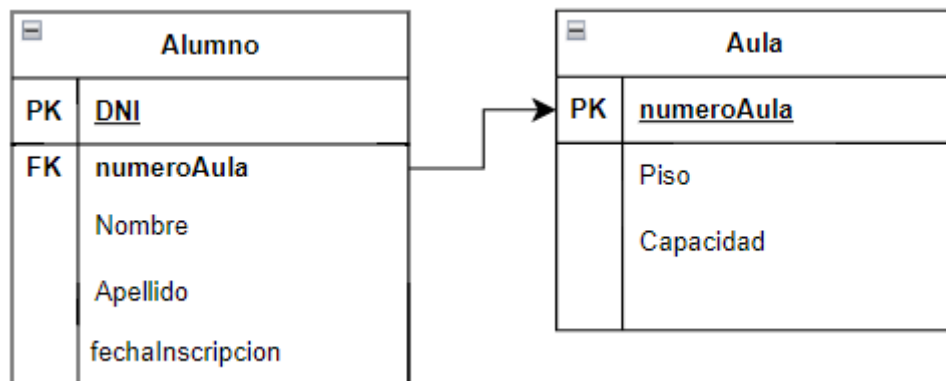 Alumno
PK DNI
FK numeroAula
Nombre
Apellido
fechaInscripcion
Aula
PK numeroAula
Piso
Capacidad